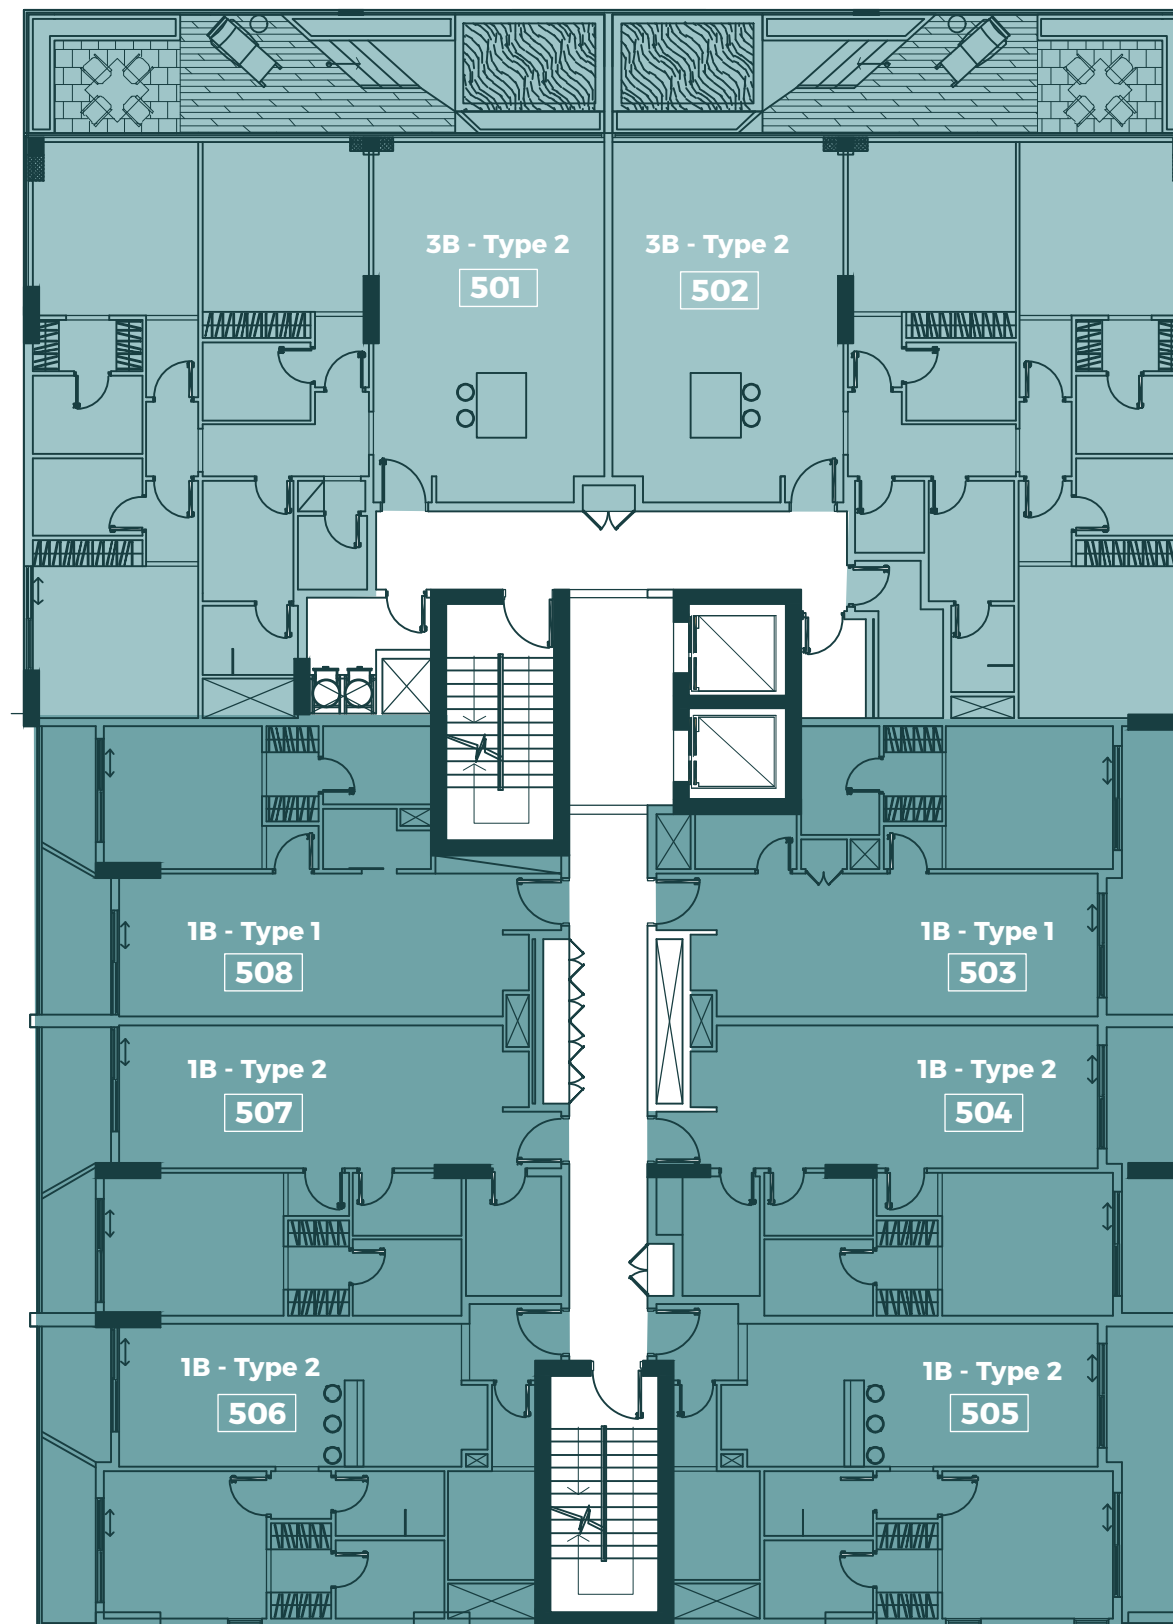 3B - Type 2
501
3B - Type 2
502
1B - Type 1
508
1B - Type 1
503
1B - Type 2
507
1B - Type 2
504
1B - Type 2
506
1B - Type 2
505